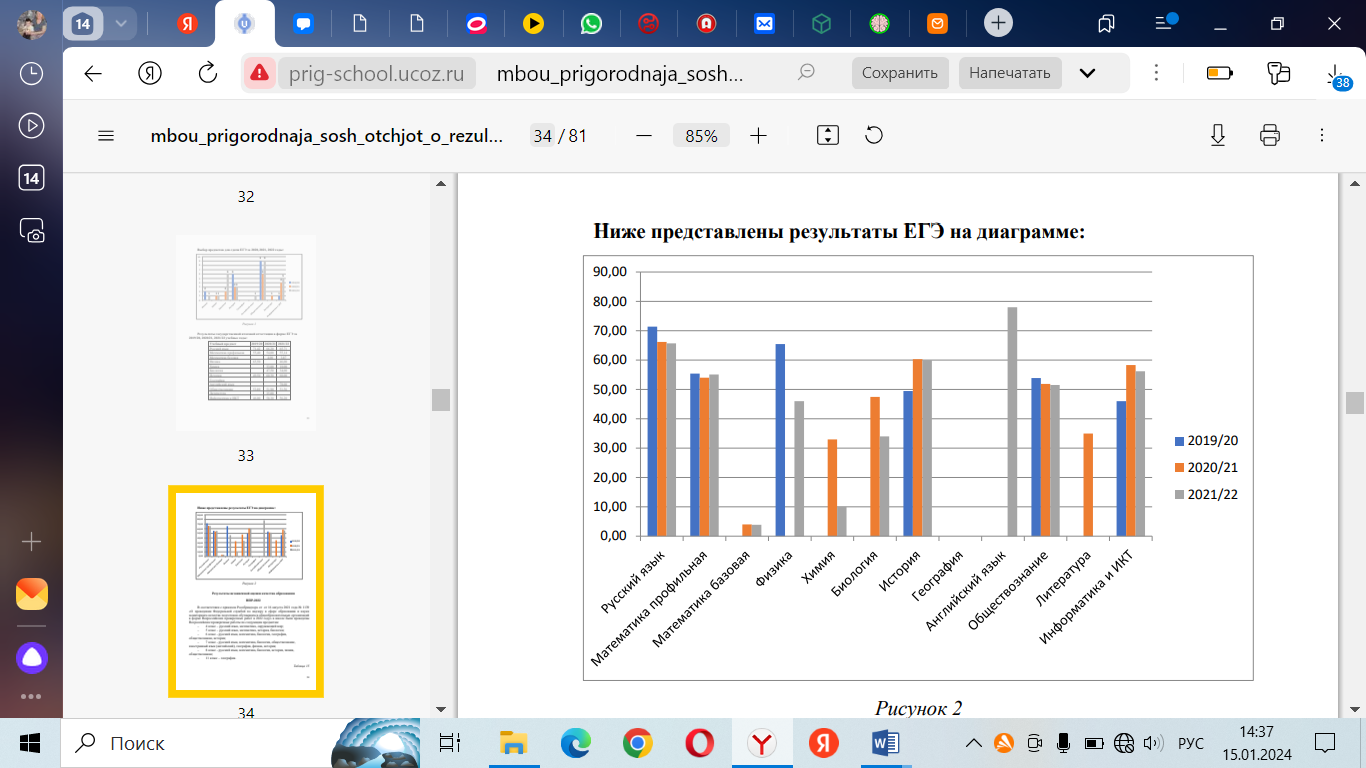 14
prig-school.ucoz.ru
mbou_prigorodnaja_sosh...
Сохранить
Напечатать
38
mbou_prigorodnaja_sosh_otchjot_o_rezul...
34 / 81
85%
14
32
33
34
Ниже представлены результаты ЕГЭ на диаграмме:
90,00
80,00
70,00
60,00
50,00
40,00
30,00
20,00
10,00
0,00
Русский язык
Математика профильная
Математика базовая
Физика
Химия
Биология
История
География
Английский язык
Обществознание
Литература
Информатика и ИКТ
2019/20
2020/21
2021/22
Рисунок 2
Поиск
РУС
14:37
15.01.2024